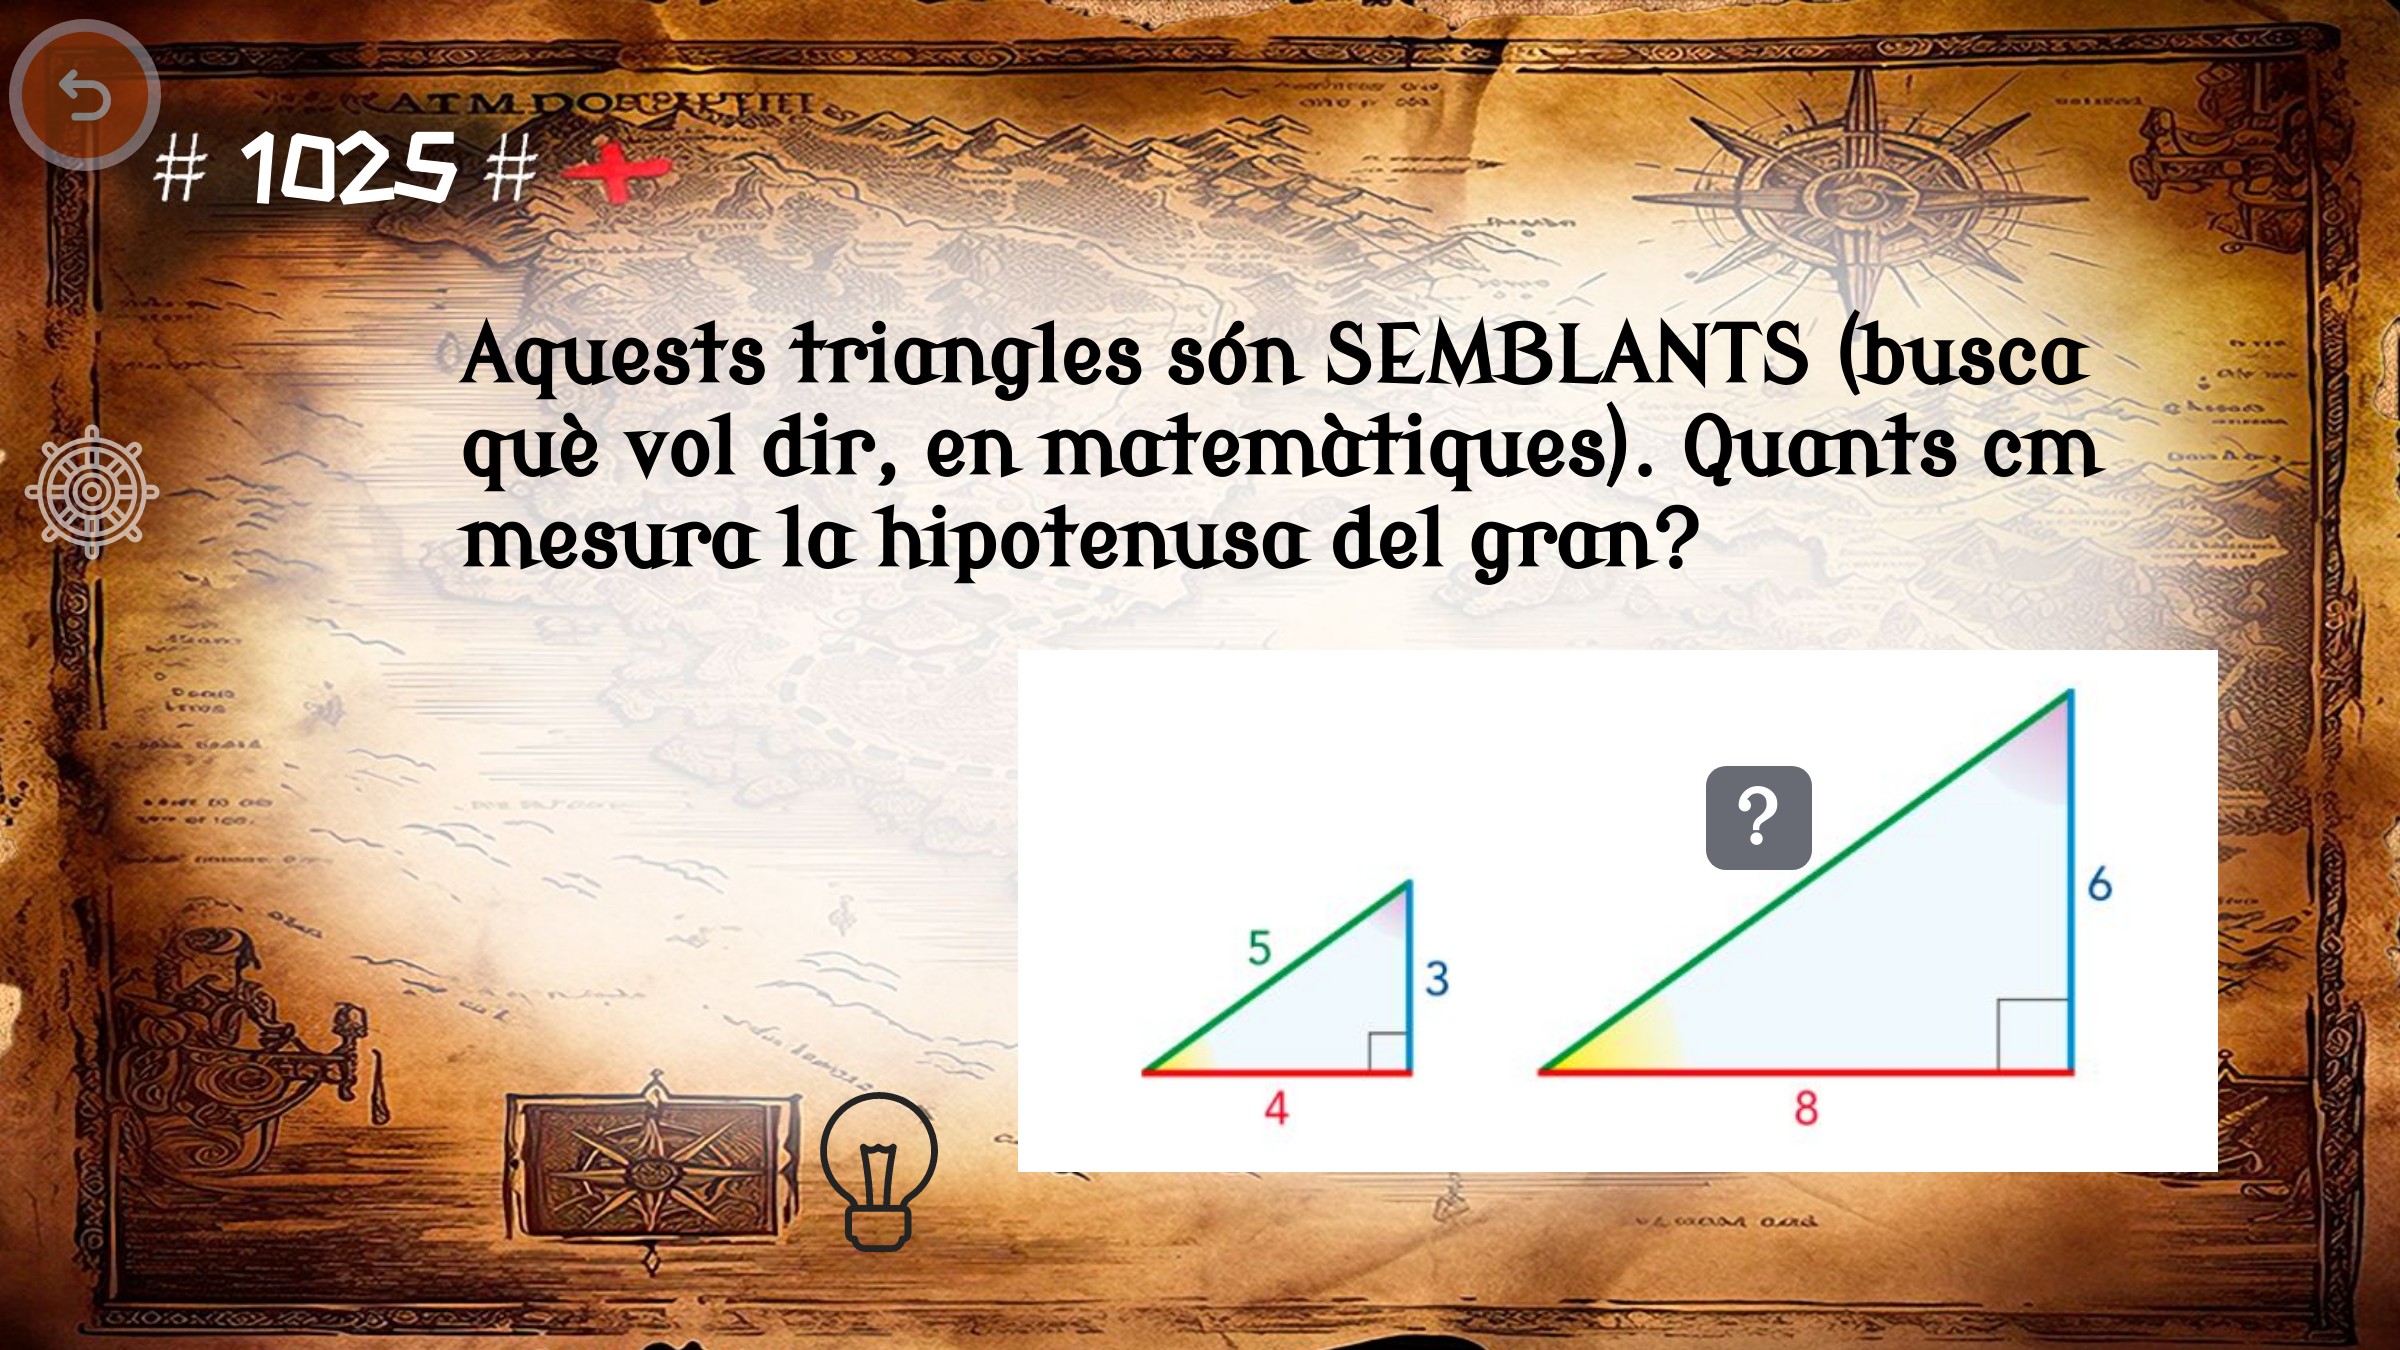 # 1025 #
Aquests triangles són SEMBLANTS (busca
què vol dir, en matemàtiques). Quants cm
mesura la hipotenusa del gran?
?
6
5
3
4
8